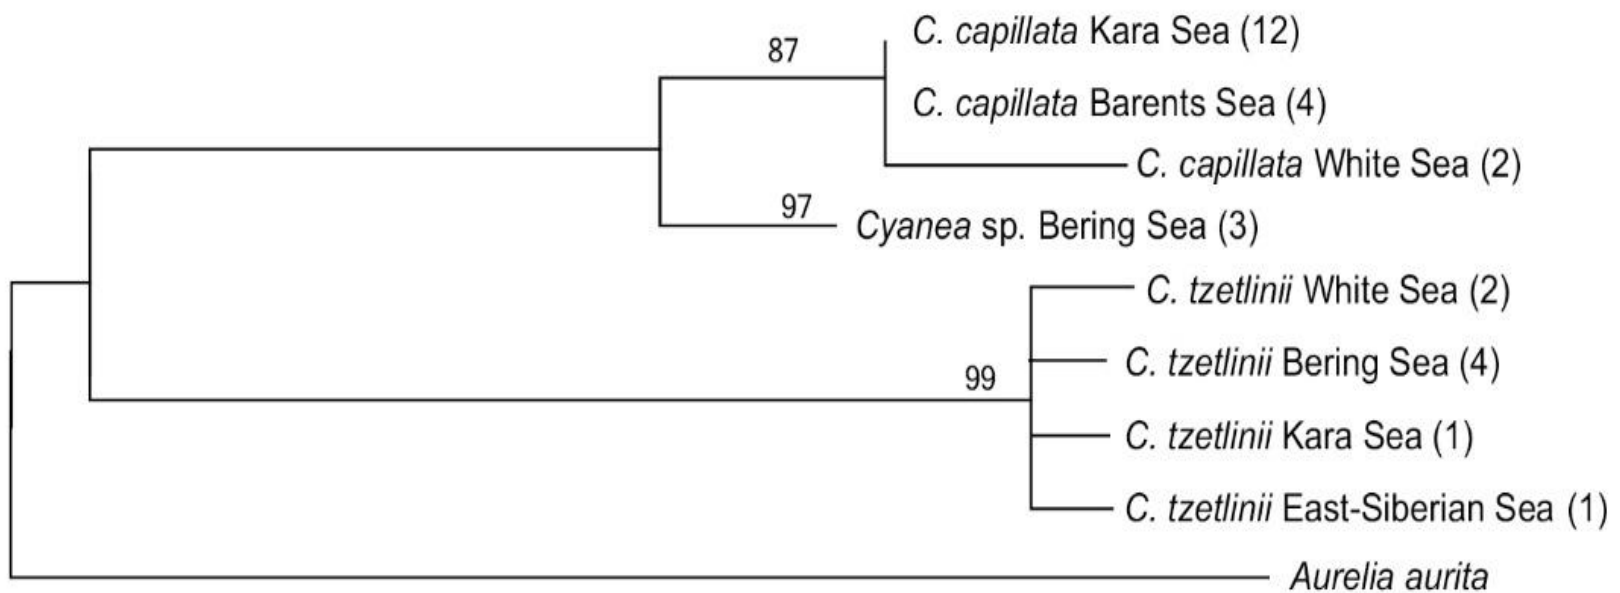 C. capillata Kara Sea (12)
87
C. capillata Barents Sea (4)
C. capillata White Sea (2)
97
Cyanea sp. Bering Sea (3)
C. tzetlinii White Sea (2)
C. tzetlinii Bering Sea (4)
99
C. tzetlinii Kara Sea (1)
C. tzetlinii East-Siberian Sea (1)
Aurelia aurita